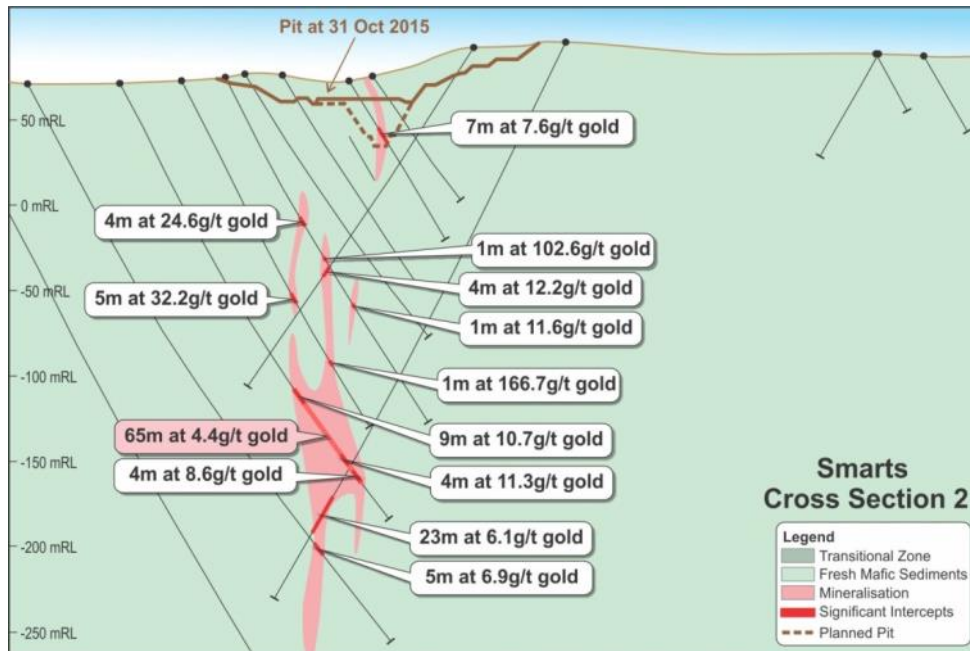 Pit at 31 Oct 2015
50 mRL
7m at 7.6g/t gold
0 mRL
4m at 24.6g/t gold
1m at 102.6g/t gold
4m at 12.2g/t gold
-50 mRL
5m at 32.2g/t gold
1m at 11.6g/t gold
-100 mRL
1m at 166.7g/t gold
65m at 4.4g/t gold
9m at 10.7g/t gold
-150 mRL
4m at 8.6g/t gold
4m at 11.3g/t gold
-200 mRL
23m at 6.1g/t gold
5m at 6.9g/t gold
-250 mRL
Smarts
Cross Section 2
Legend
Transitional Zone
Fresh Mafic Sediments
Mineralisation
Significant Intercepts
Planned Pit